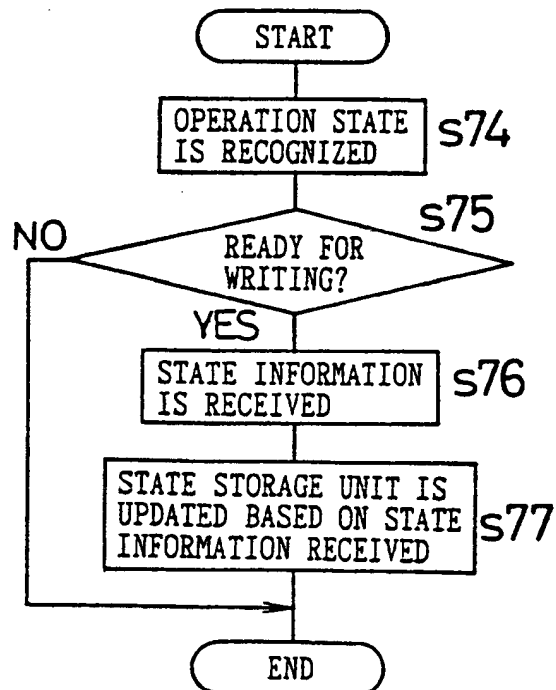 START
OPERATION STATE
IS RECOGNIZED
s74
s75
NO
READY FOR
WRITING?
YES
STATE INFORMATION
IS RECEIVED
s76
STATE STORAGE UNIT IS
UPDATED BASED ON STATE
INFORMATION RECEIVED
s77
END